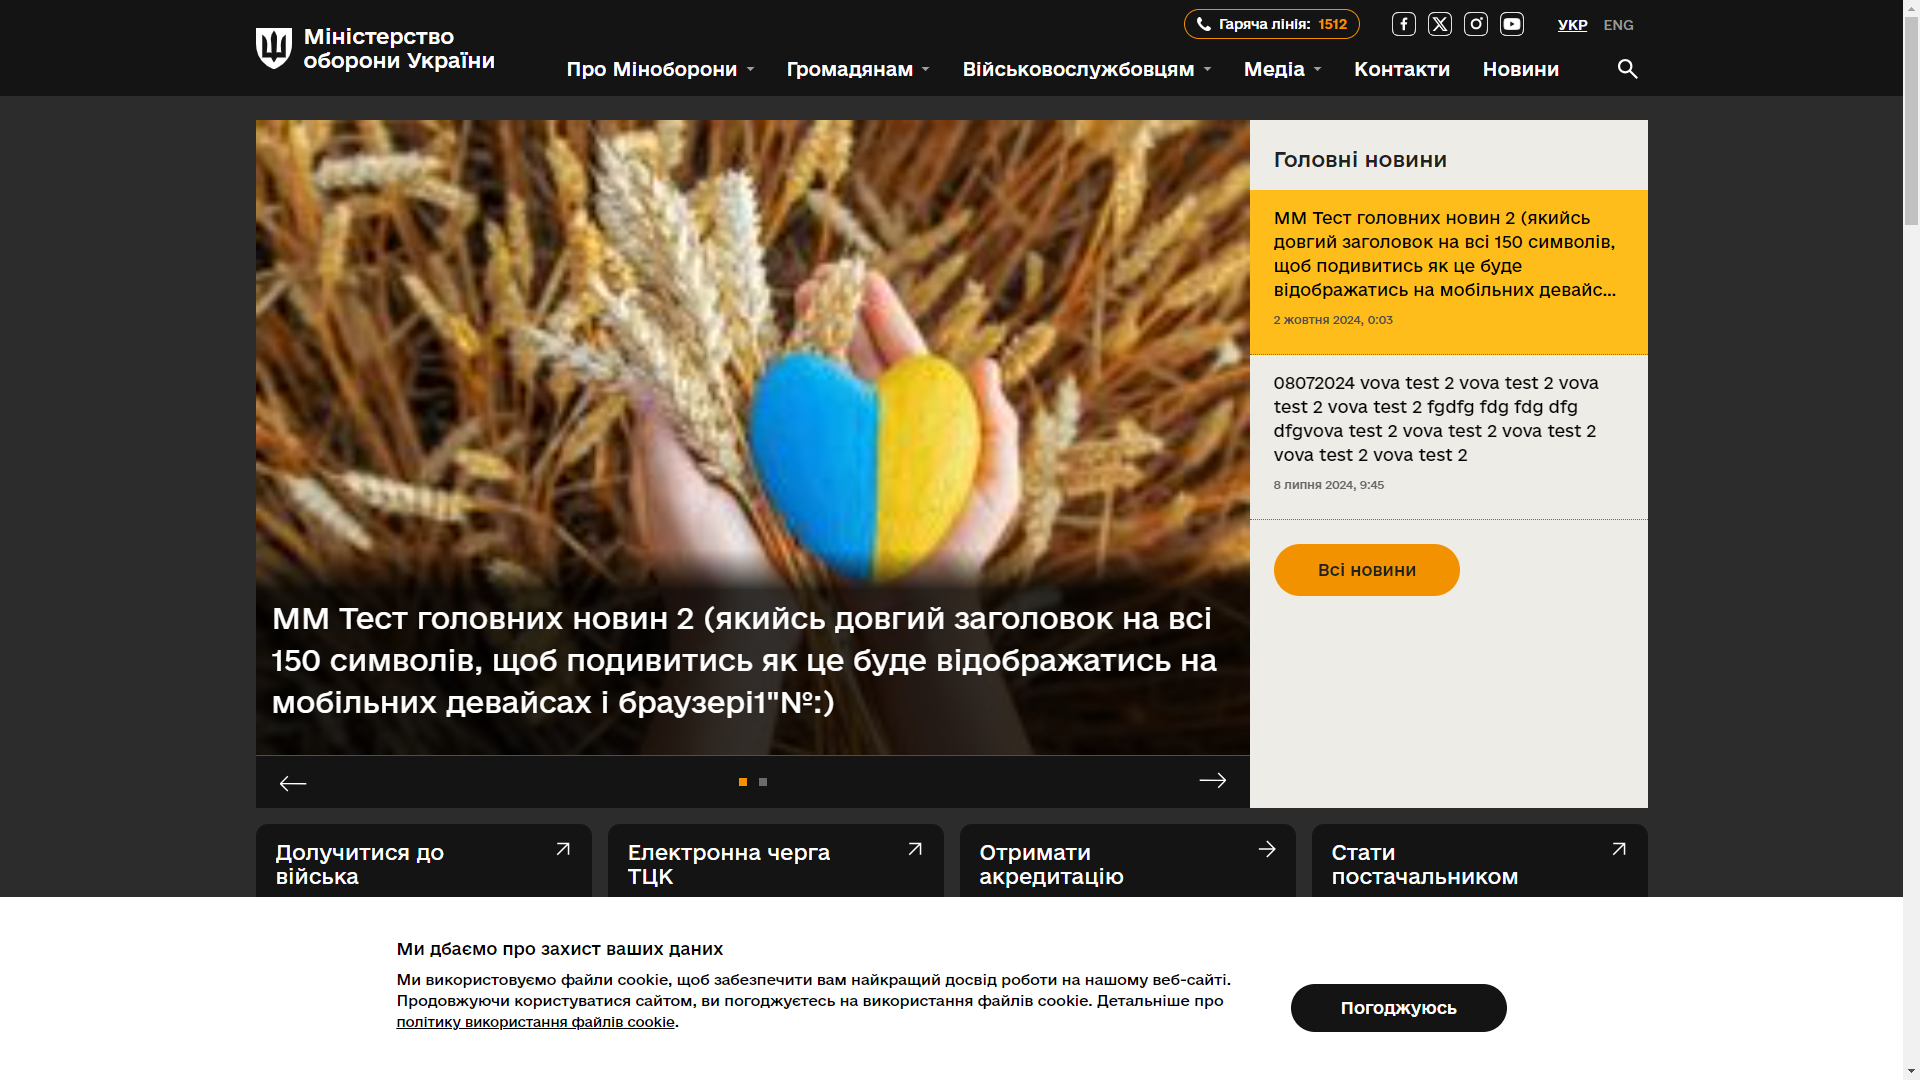 Міністерство
оборони України
Гаряча лінія: 1512
УКР ENG
Про Міноборони Громадянам Військовослужбовцям Медіа Контакти Новини
ММ Тест головних новин 2 (якийсь довгий заголовок на всі
150 символів, щоб подивитись як це буде відображатись на
мобільних девайсах і браузері1"№:)
Головні новини
ММ Тест головних новин 2 (якийсь
довгий заголовок на всі 150 символів,
щоб подивитись як це буде
відображатись на мобільних девайс...
2 жовтня 2024, 0:03
08072024 vova test 2 vova test 2 vova
test 2 vova test 2 fgdfg fdg fdg dfg
dfgvova test 2 vova test 2 vova test 2
vova test 2 vova test 2
8 липня 2024, 9:45
Всі новини
Долучитися до
війська
Електронна черга
ТЦК
Отримати
акредитацію
Стати
постачальником
Ми дбаємо про захист ваших даних
Ми використовуємо файли cookie, щоб забезпечити вам найкращий досвід роботи на нашому веб-сайті.
Продовжуючи користуватися сайтом, ви погоджуєтесь на використання файлів cookie. Детальніше про
політику використання файлів cookie.
Погоджуюсь